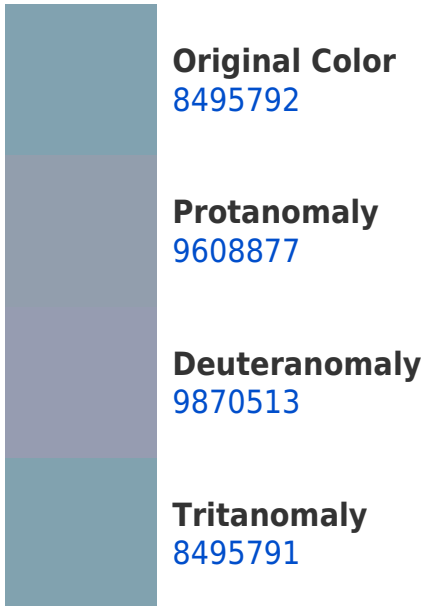 Original Color
8495792
Protanomaly
9608877
Deuteranomaly
9870513
Tritanomaly
8495791